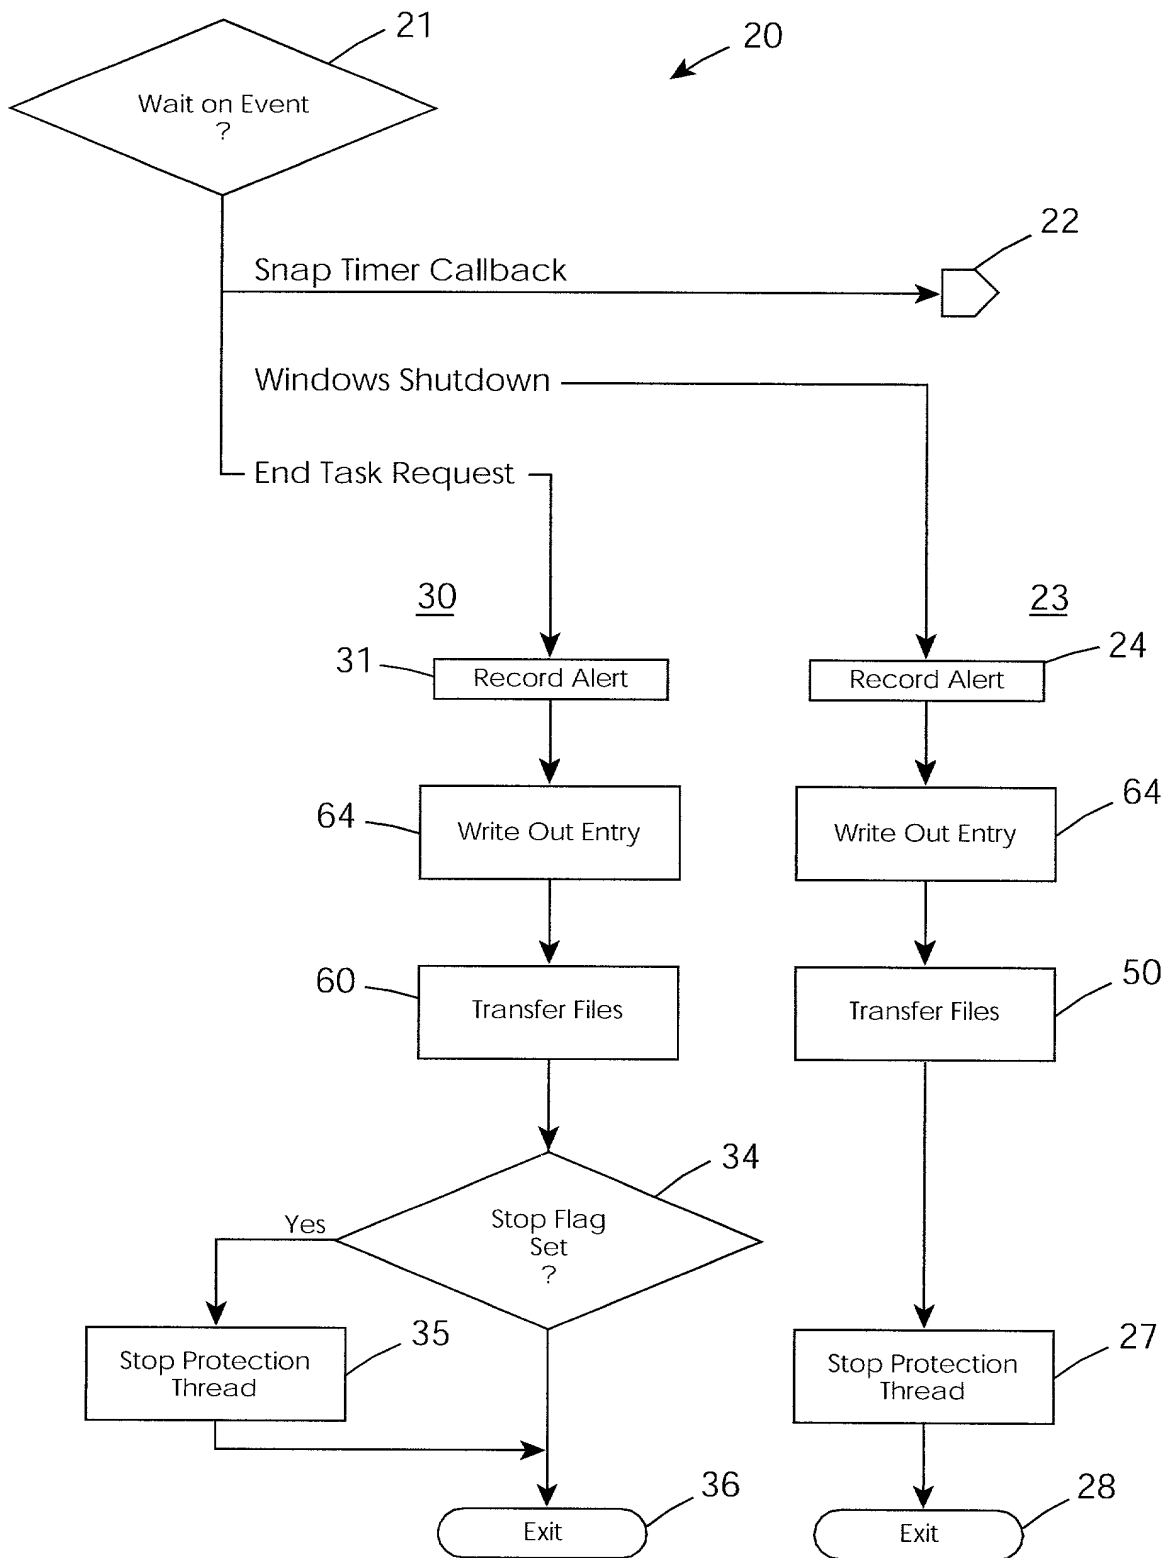 21
20
Wait on Event
?
22
Snap Timer Callback
Windows Shutdown
End Task Request
30
23
31
Record Alert
24
Record Alert
64
Write Out Entry
64
Write Out Entry
60
Transfer Files
50
Transfer Files
34
Yes
Stop Flag
Set
?
35
Stop Protection
Thread
27
Stop Protection
Thread
36
Exit
28
Exit